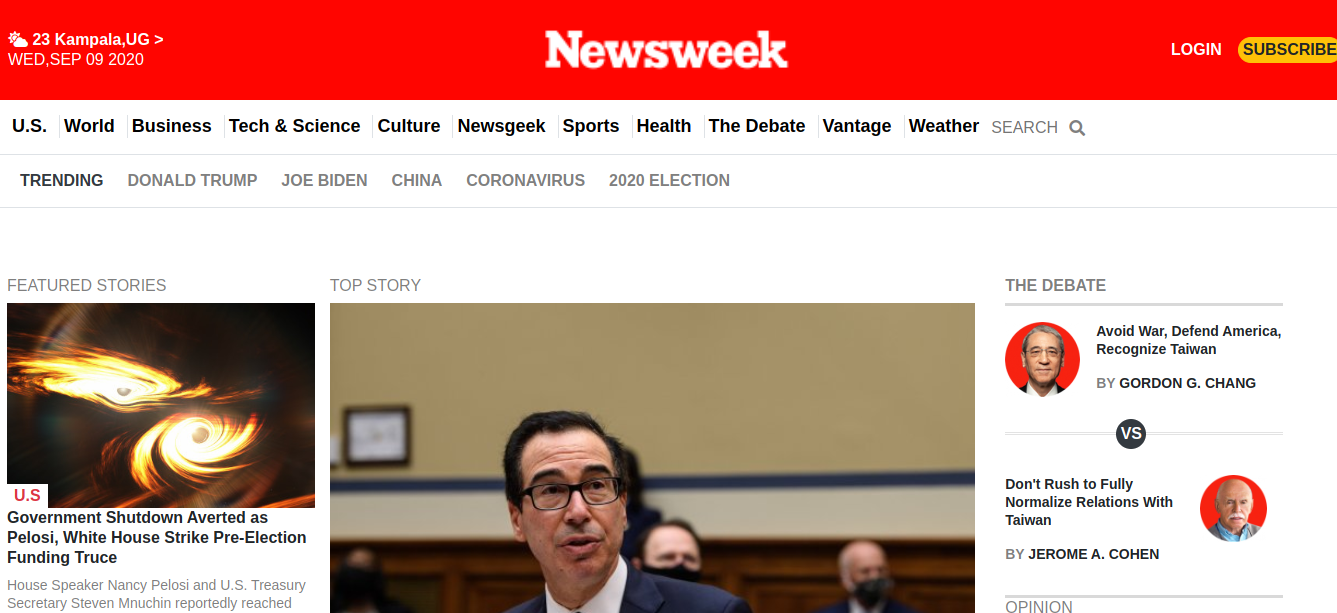 23 Kampala,UG >
WED,SEP 09 2020
Newsweek
LOGIN
SUBSCRIBE
U.S.
World
Business
Tech & Science
Culture
Newsgeek
Sports
Health
The Debate
Vantage
Weather
SEARCH
TRENDING
DONALD TRUMP
JOE BIDEN
CHINA
CORONAVIRUS
2020 ELECTION
FEATURED STORIES
U.S
Government Shutdown Averted as
Pelosi, White House Strike Pre-Election
Funding Truce
House Speaker Nancy Pelosi and U.S. Treasury
Secretary Steven Mnuchin reportedly reached
TOP STORY
THE DEBATE
Avoid War, Defend America,
Recognize Taiwan
BY GORDON G. CHANG
VS
Don't Rush to Fully
Normalize Relations With
Taiwan
BY JEROME A. COHEN
OPINION